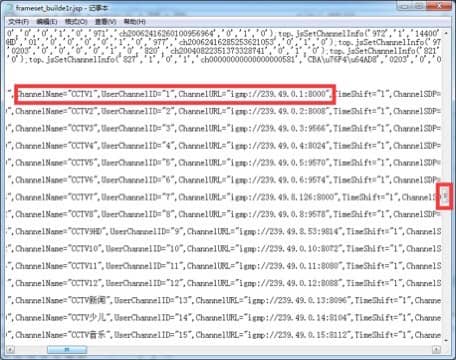 frameset_builde1r.jsp - 记事本
文件(F) 编辑(E) 格式(O) 查看(V) 帮助(H)
0','0','0','1','0','971','ch20062416260100956964','0','1','0');top.jsSetChannelInfo('972','1','14400
HD','01','0','0','0','1','0','977','ch20062416285253621053','0','1','0');top.jsSetChannelInfo(
'0203','0','0','0','1','0','820','ch20040822351373328741','0','1','0');top.jsSetChannelInfo('821'
');top.jsSetChannelInfo('827','1','ch00000000000000000581','CBA\u76F4\u64AD8','0203','0','0'
",ChannelName="CCTV1",UserChannelID="1",ChannelURL="igmp://239.49.0.1:8000",TimeShift="1",ChannelSDP=
",ChannelName="CCTV2",UserChannelID="2",ChannelURL="igmp://239.49.0.2:8008",TimeShift="1",ChannelSDP=
",ChannelName="CCTV3",UserChannelID="3",ChannelURL="igmp://239.49.0.3:9566",TimeShift="1",ChannelSDP=
",ChannelName="CCTV4",UserChannelID="4",ChannelURL="igmp://239.49.0.4:8024",TimeShift="1",ChannelSDP=
",ChannelName="CCTV5",UserChannelID="5",ChannelURL="igmp://239.49.0.5:9570",TimeShift="1",ChannelSDP=
",ChannelName="CCTV6",UserChannelID="6",ChannelURL="igmp://239.49.0.6:9574",TimeShift="1",ChannelSDP=
",ChannelName="CCTV7",UserChannelID="7",ChannelURL="igmp://239.49.8.126:8000",TimeShift="1",ChannelS
",ChannelName="CCTV8",UserChannelID="8",ChannelURL="igmp://239.49.0.8:9578",TimeShift="1",ChannelSDP=
",ChannelName="CCTV9HD",UserChannelID="9",ChannelURL="igmp://239.49.8.53:9814",TimeShift="1",Channel
",ChannelName="CCTV10",UserChannelID="10",ChannelURL="igmp://239.49.0.10:8072",TimeShift="1",ChannelS
",ChannelName="CCTV11",UserChannelID="11",ChannelURL="igmp://239.49.0.11:8080",TimeShift="1",ChannelS
",ChannelName="CCTV12",UserChannelID="12",ChannelURL="igmp://239.49.0.12:8088",TimeShift="1",ChannelS
",ChannelName="CCTV新闻",UserChannelID="13",ChannelURL="igmp://239.49.0.13:8096",TimeShift="1",Channel
",ChannelName="CCTV少儿",UserChannelID="14",ChannelURL="igmp://239.49.0.14:8104",TimeShift="1",Channel
",ChannelName="CCTV音乐",UserChannelID="15",ChannelURL="igmp://239.49.0.15:8112",TimeShift="1",Channel